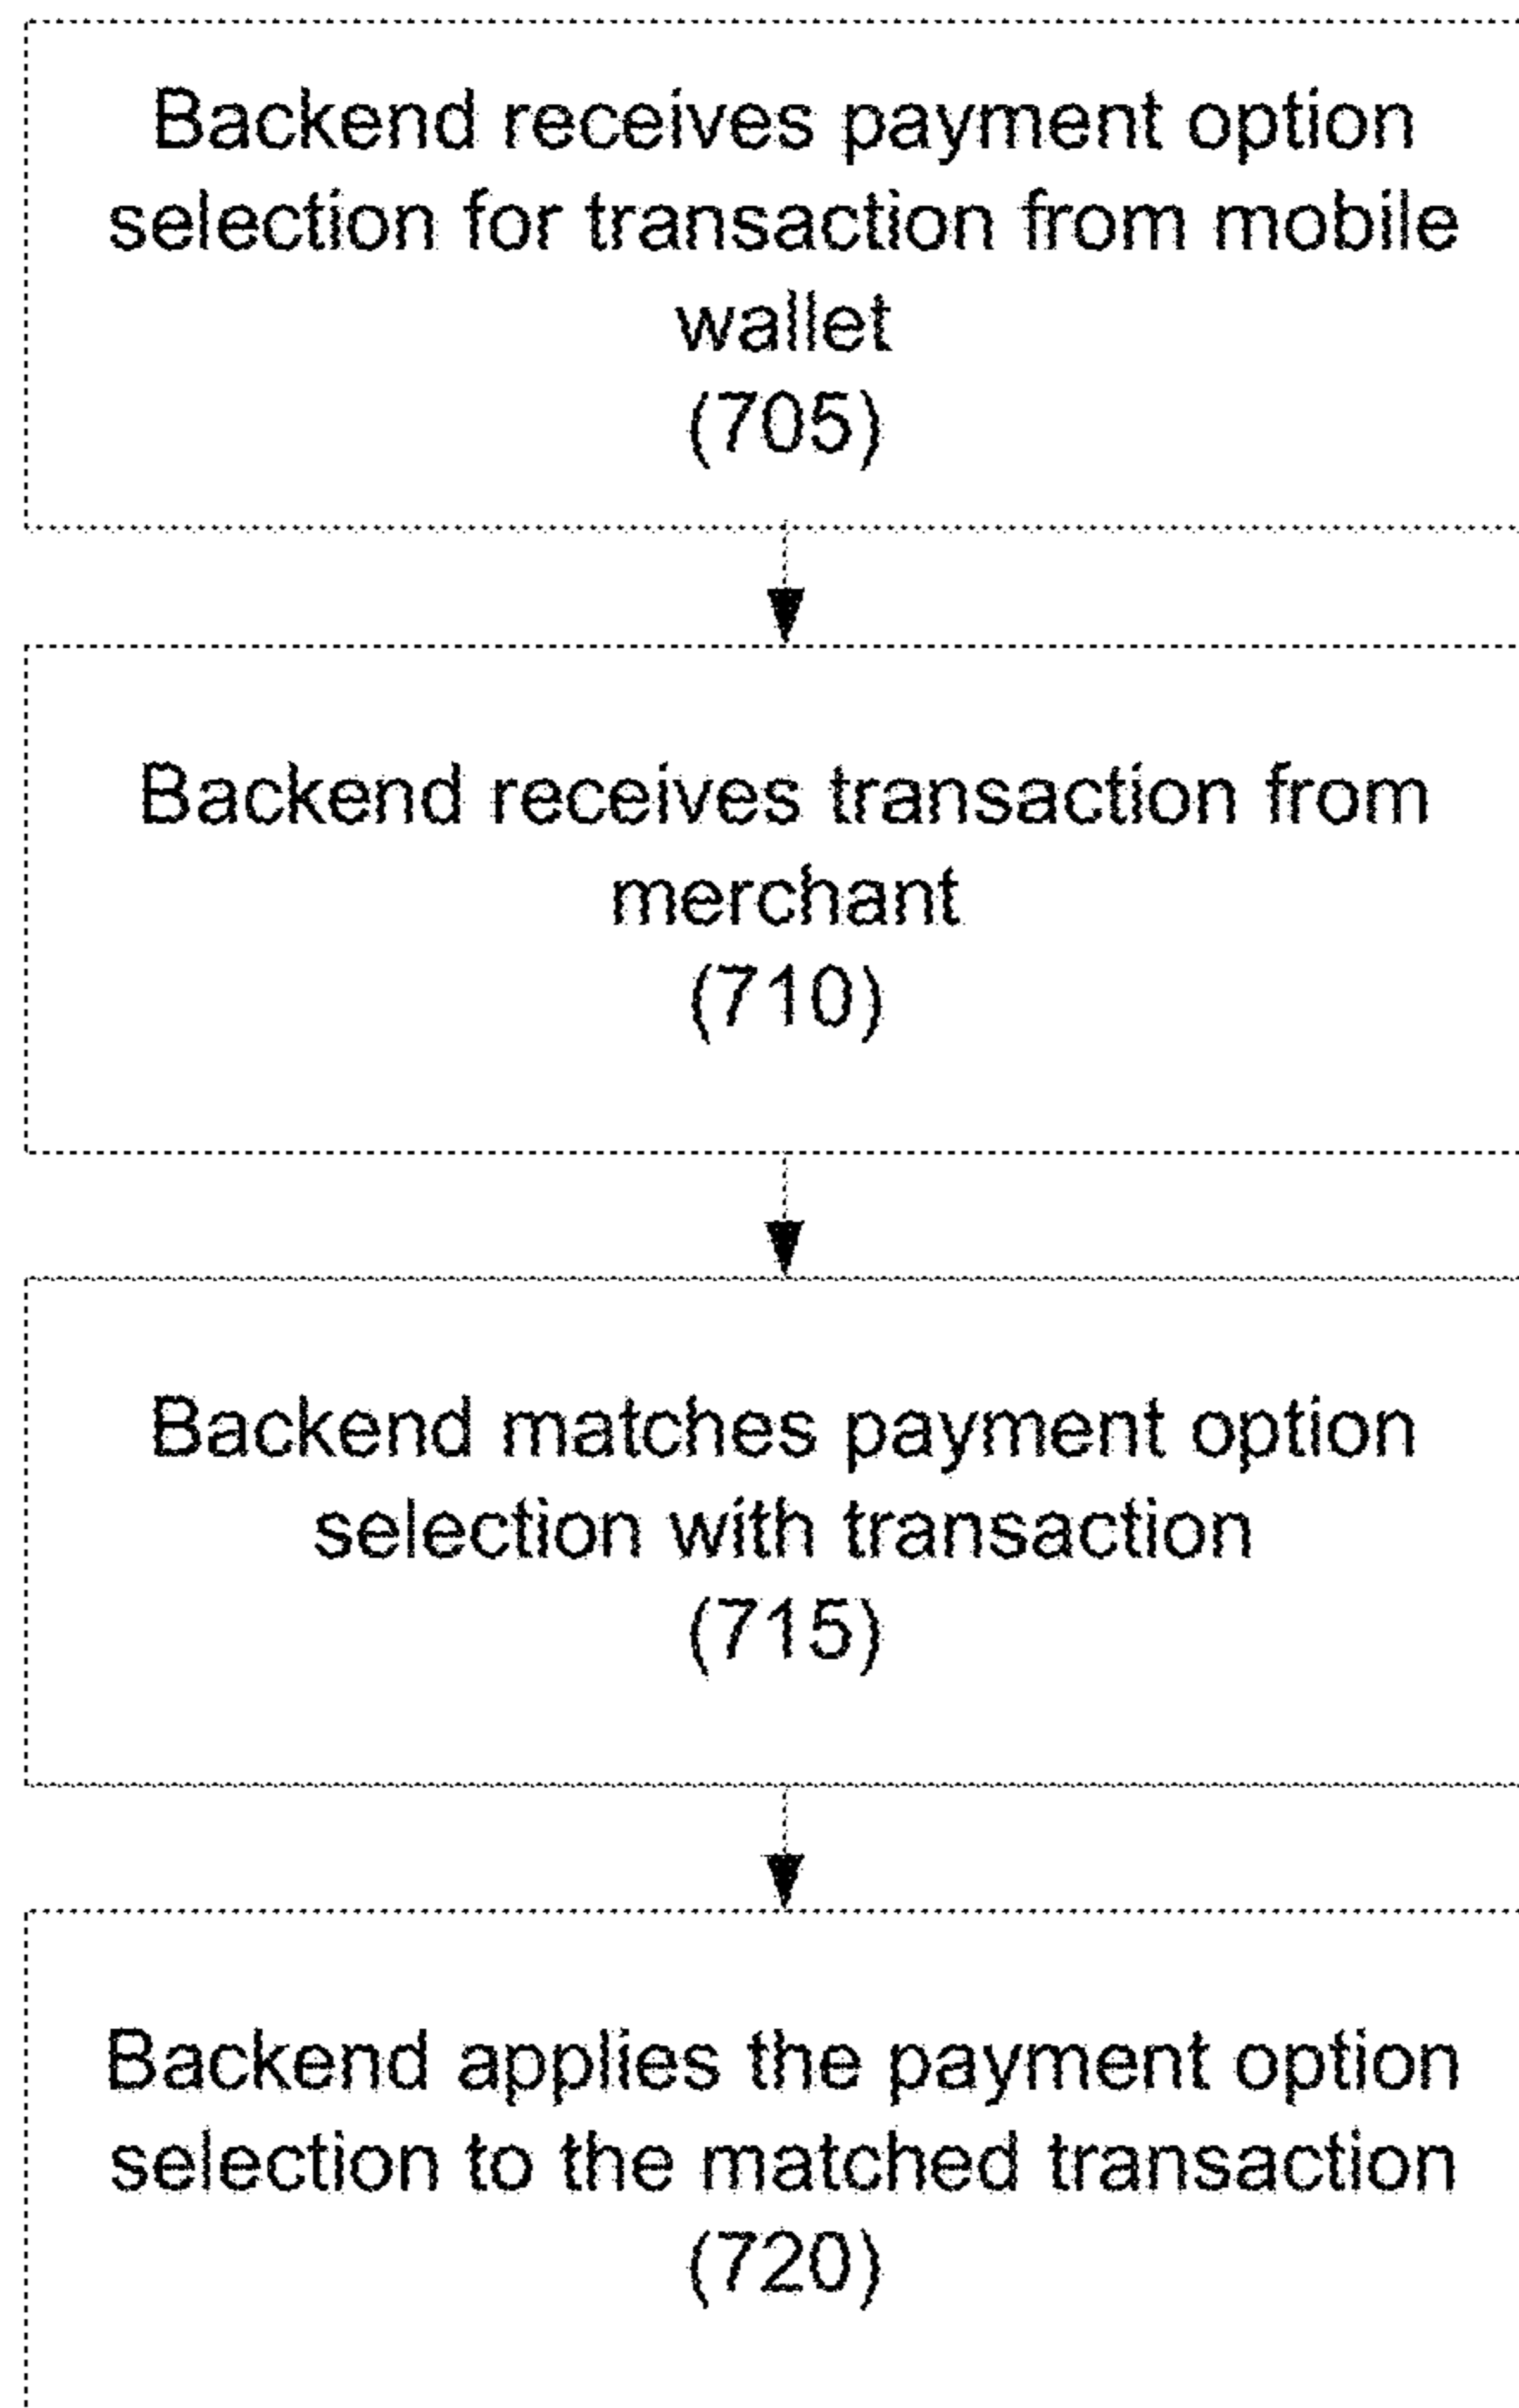 Backend receives payment option
selection for transaction from mobile
wallet
(705)
Backend receives transaction from
merchant
(710)
Backend matches payment option
selection with transaction
(715)
Backend applies the payment option
selection to the matched transaction
(720)